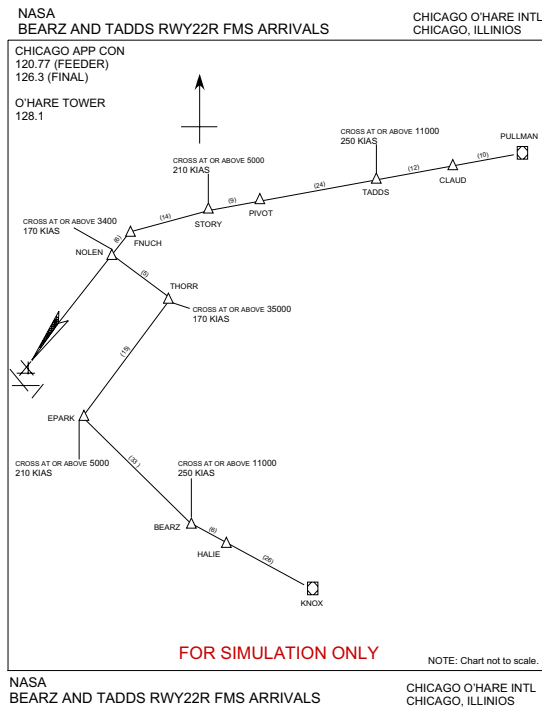 NASA
BEARZ AND TADDS RWY22R FMS ARRIVALS
CHICAGO O'HARE INTL
CHICAGO, ILLINIOS
CHICAGO APP CON
120.77 (FEEDER)
126.3 (FINAL)
O'HARE TOWER
128.1
CROSS AT OR ABOVE 11000
250 KIAS
PULLMAN
(10)
(12)
CLAUD
TADDS
CROSS AT OR ABOVE 5000
210 KIAS
(24)
(9)
PIVOT
STORY
(14)
CROSS AT OR ABOVE 3400
170 KIAS
FNUCH
(6)
NOLEN
(5)
THORR
CROSS AT OR ABOVE 35000
170 KIAS
(15)
EPARK
CROSS AT OR ABOVE 5000
210 KIAS
(33)
CROSS AT OR ABOVE 11000
250 KIAS
BEARZ
(6)
HALIE
(26)
KNOX
FOR SIMULATION ONLY
NOTE: Chart not to scale.
NASA
BEARZ AND TADDS RWY22R FMS ARRIVALS
CHICAGO O'HARE INTL
CHICAGO, ILLINIOS